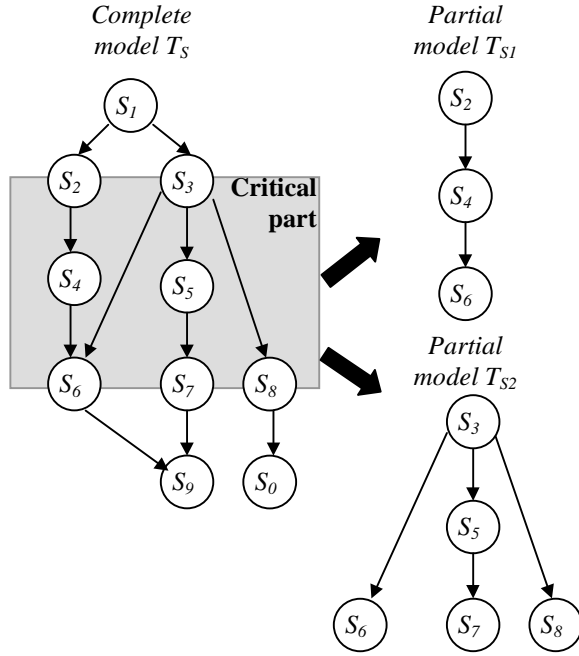 Complete
model T_S
Partial
model T_S1
S_1
S_2
S_2
S_3
Critical
part
S_4
S_4
S_5
S_6
S_6
S_7
S_8
Partial
model T_S2
S_3
S_9
S_0
S_5
S_6
S_7
S_8